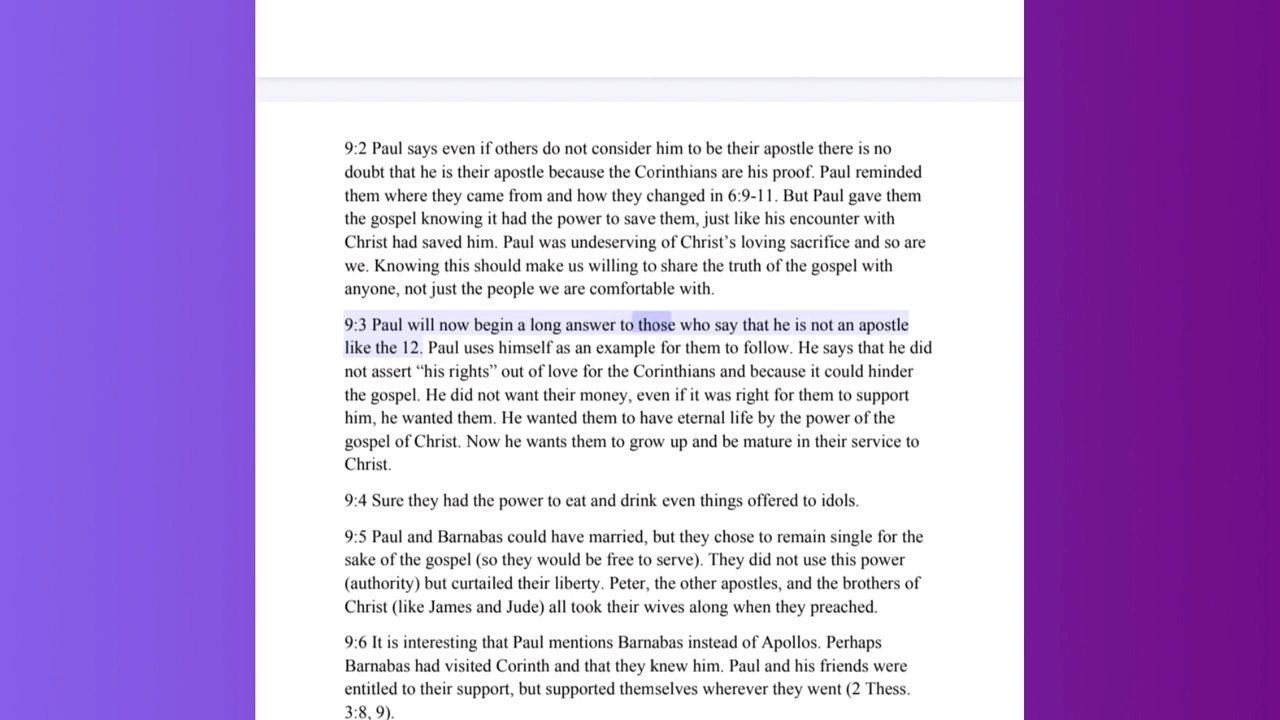 9:2 Paul says even if others do not consider him to be their apostle there is no
doubt that he is their apostle because the Corinthians are his proof. Paul reminded
them where they came from and how they changed in 6:9-11. But Paul gave them
the gospel knowing it had the power to save them, just like his encounter with
Christ had saved him. Paul was undeserving of Christ’s loving sacrifice and so are
we. Knowing this should make us willing to share the truth of the gospel with
anyone, not just the people we are comfortable with.
9:3 Paul will now begin a long answer to those who say that he is not an apostle
like the 12. Paul uses himself as an example for them to follow. He says that he did
not assert “his rights” out of love for the Corinthians and because it could hinder
the gospel. He did not want their money, even if it was right for them to support
him, he wanted them. He wanted them to have eternal life by the power of the
gospel of Christ. Now he wants them to grow up and be mature in their service to
Christ.
9:4 Sure they had the power to eat and drink even things offered to idols.
9:5 Paul and Barnabas could have married, but they chose to remain single for the
sake of the gospel (so they would be free to serve). They did not use this power
(authority) but curtailed their liberty. Peter, the other apostles, and the brothers of
Christ (like James and Jude) all took their wives along when they preached.
9:6 It is interesting that Paul mentions Barnabas instead of Apollos. Perhaps
Barnabas had visited Corinth and that they knew him. Paul and his friends were
entitled to their support, but supported themselves wherever they went (2 Thess.
3:8, 9).